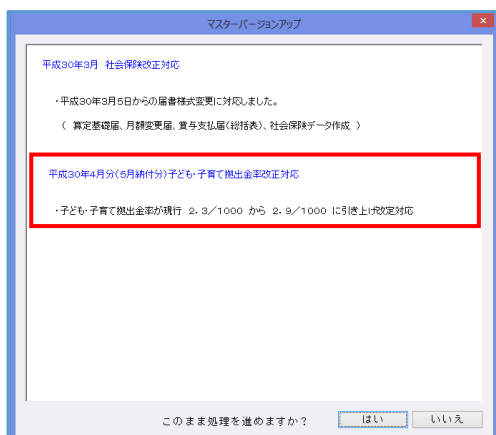 マスターバージョンアップ
平成30年3月 社会保険改正対応
・平成30年3月5日からの届書様式変更に対応しました。
( 算定基礎届、月額変更届、賞与支払届(総括表)、社会保険データ作成 )
平成30年4月分(5月納付分)子ども・子育て拠出金率改正対応
・子ども・子育て拠出金率が現行 2.3/1000 から 2.9/1000 に引き上げ改定対応
このまま処理を進めますか?
はい
いいえ